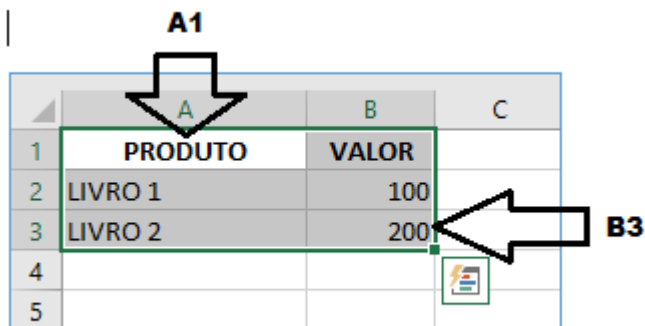 A1
A B C
1 PRODUTO VALOR
2 LIVRO 1 100
3 LIVRO 2 200
B3
4
5